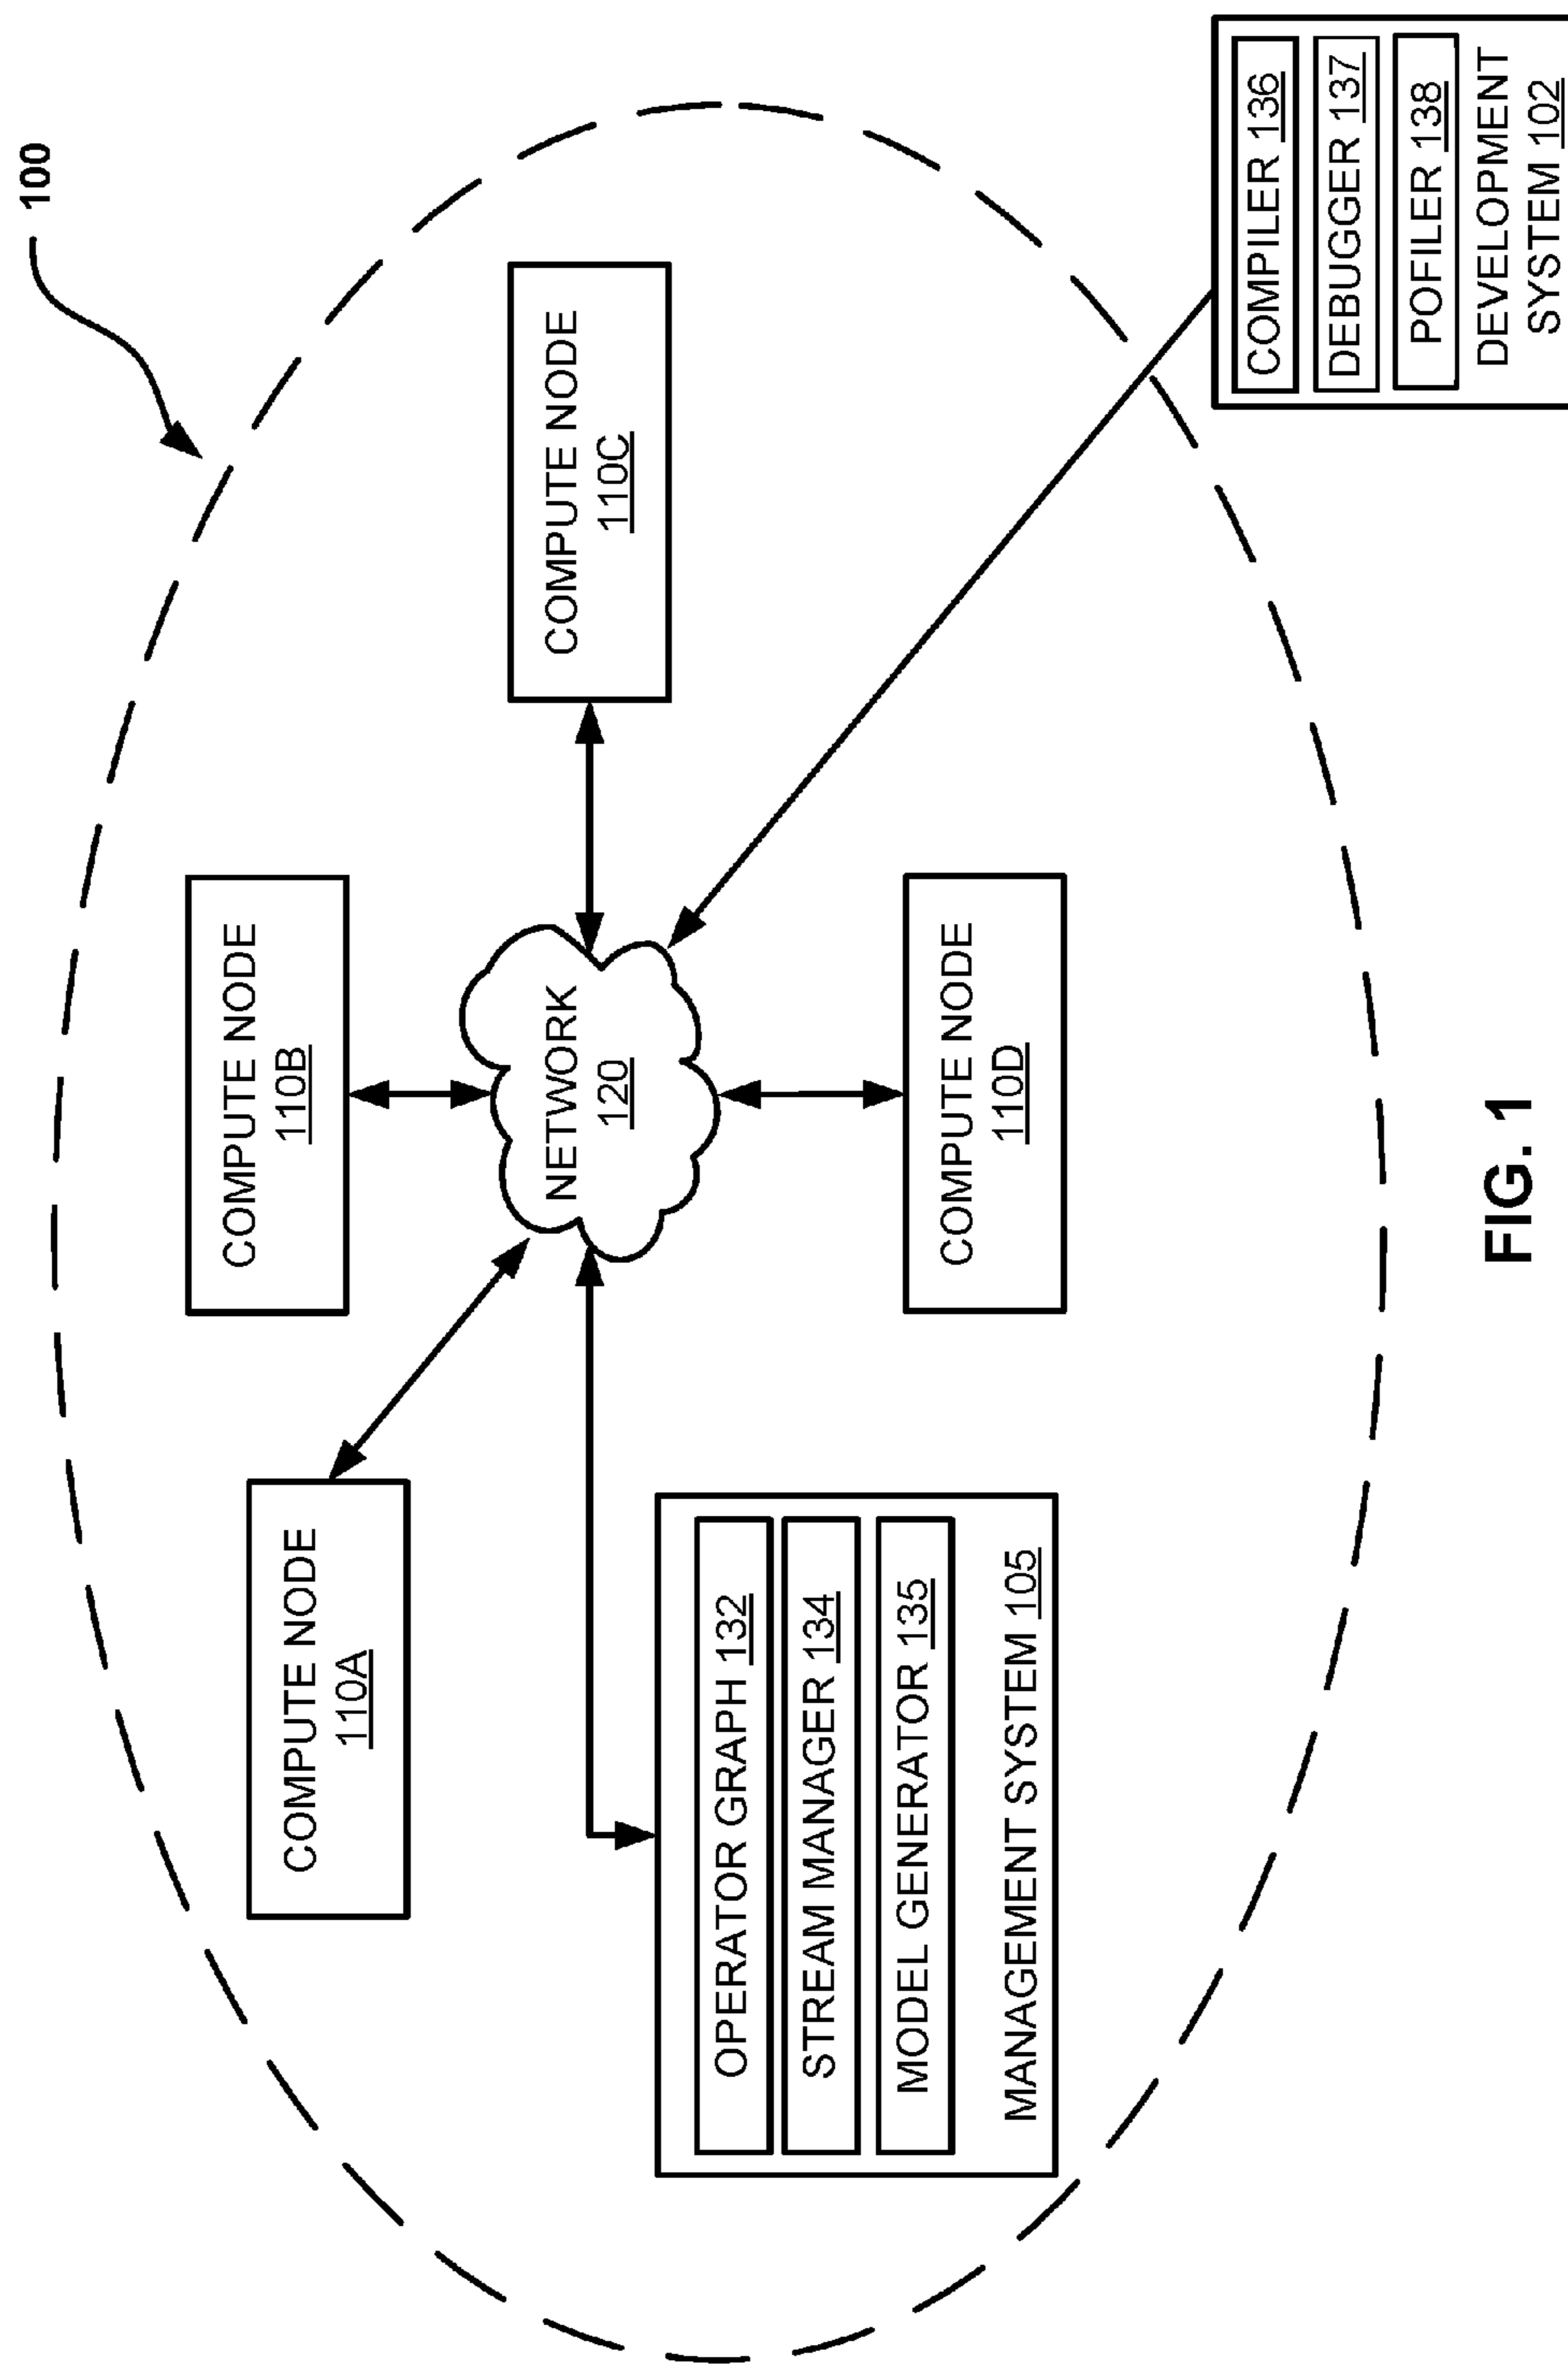 100
COMPUTE NODE
110A
COMPUTE NODE
110B
COMPUTE NODE
110C
NETWORK
120
COMPUTE NODE
110D
OPERATOR GRAPH 132
STREAM MANAGER 134
MODEL GENERATOR 135
MANAGEMENT SYSTEM 105
COMPILER 136
DEBUGGER 137
POFILER 138
DEVELOPMENT
SYSTEM 102
FIG. 1